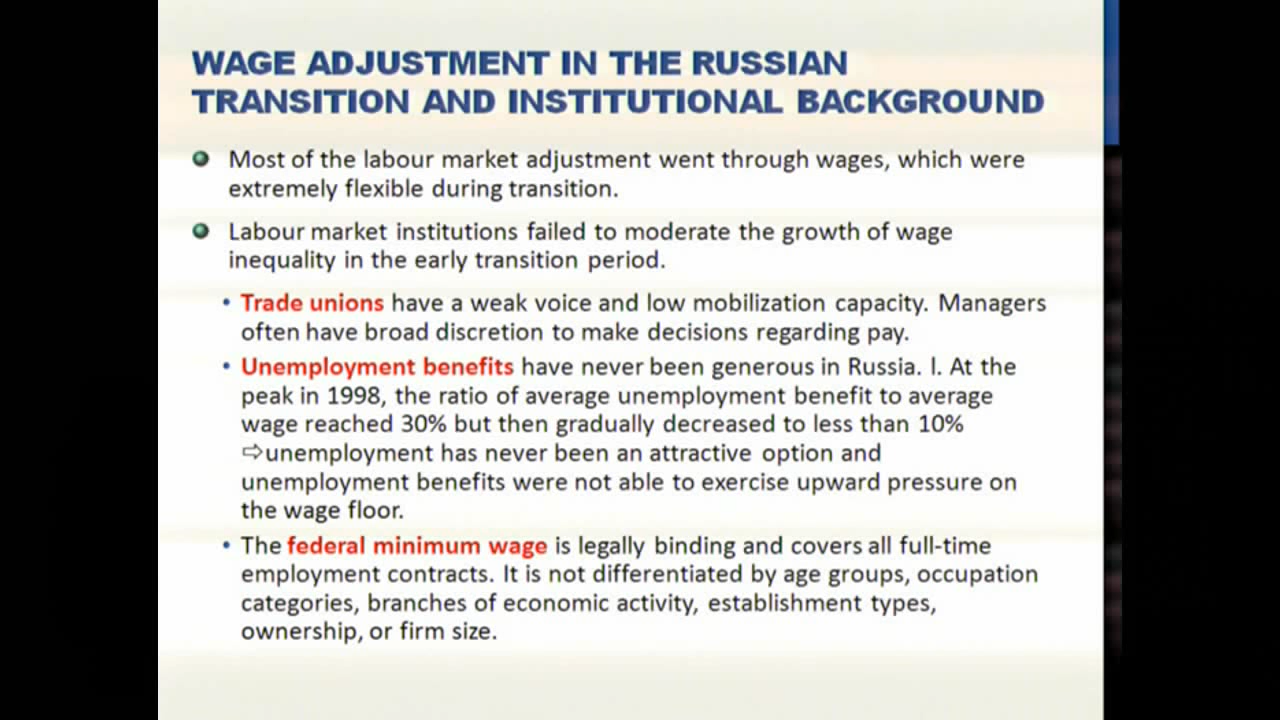 WAGE ADJUSTMENT IN THE RUSSIAN
TRANSITION AND INSTITUTIONAL BACKGROUND
Most of the labour market adjustment went through wages, which were
extremely flexible during transition.
Labour market institutions failed to moderate the growth of wage
inequality in the early transition period.
• Trade unions have a weak voice and low mobilization capacity. Managers
often have broad discretion to make decisions regarding pay.
• Unemployment benefits have never been generous in Russia. l. At the
peak in 1998, the ratio of average unemployment benefit to average
wage reached 30% but then gradually decreased to less than 10%
⇨unemployment has never been an attractive option and
unemployment benefits were not able to exercise upward pressure on
the wage floor.
• The federal minimum wage is legally binding and covers all full-time
employment contracts. It is not differentiated by age groups, occupation
categories, branches of economic activity, establishment types,
ownership, or firm size.